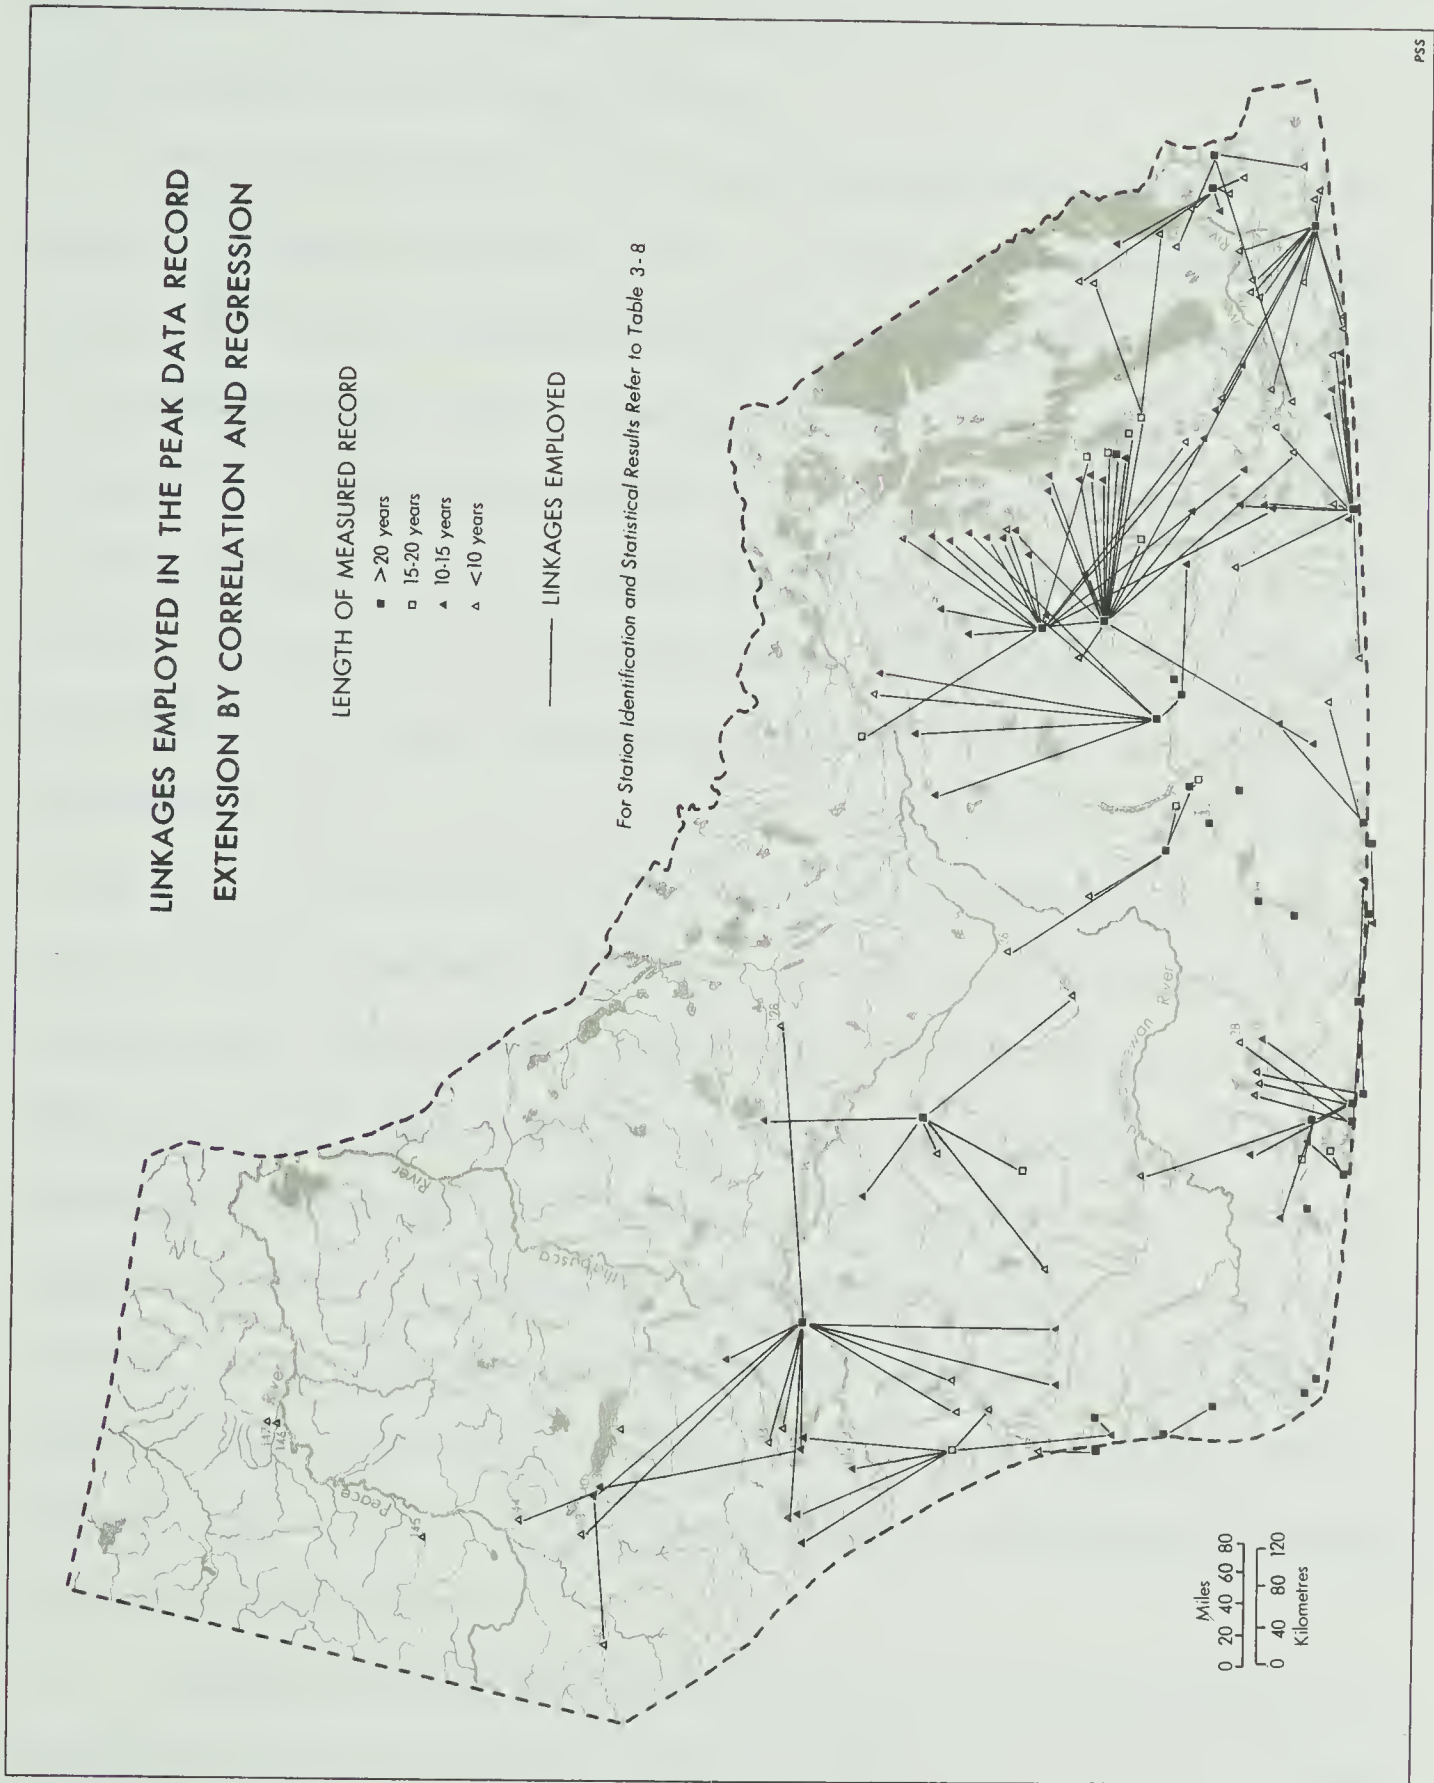 LINKAGES EMPLOYED IN THE PEAK DATA RECORD
EXTENSION BY CORRELATION AND REGRESSION
LENGTH OF MEASURED RECORD
>20 years
15-20 years
10-15 years
<10 years
LINKAGES EMPLOYED
For Station Identification and Statistical Results Refer to Table 3-8
River
Peace
River
River
Miles
0 20 40 60 80
0 40 80 120
Kilometres
PSS